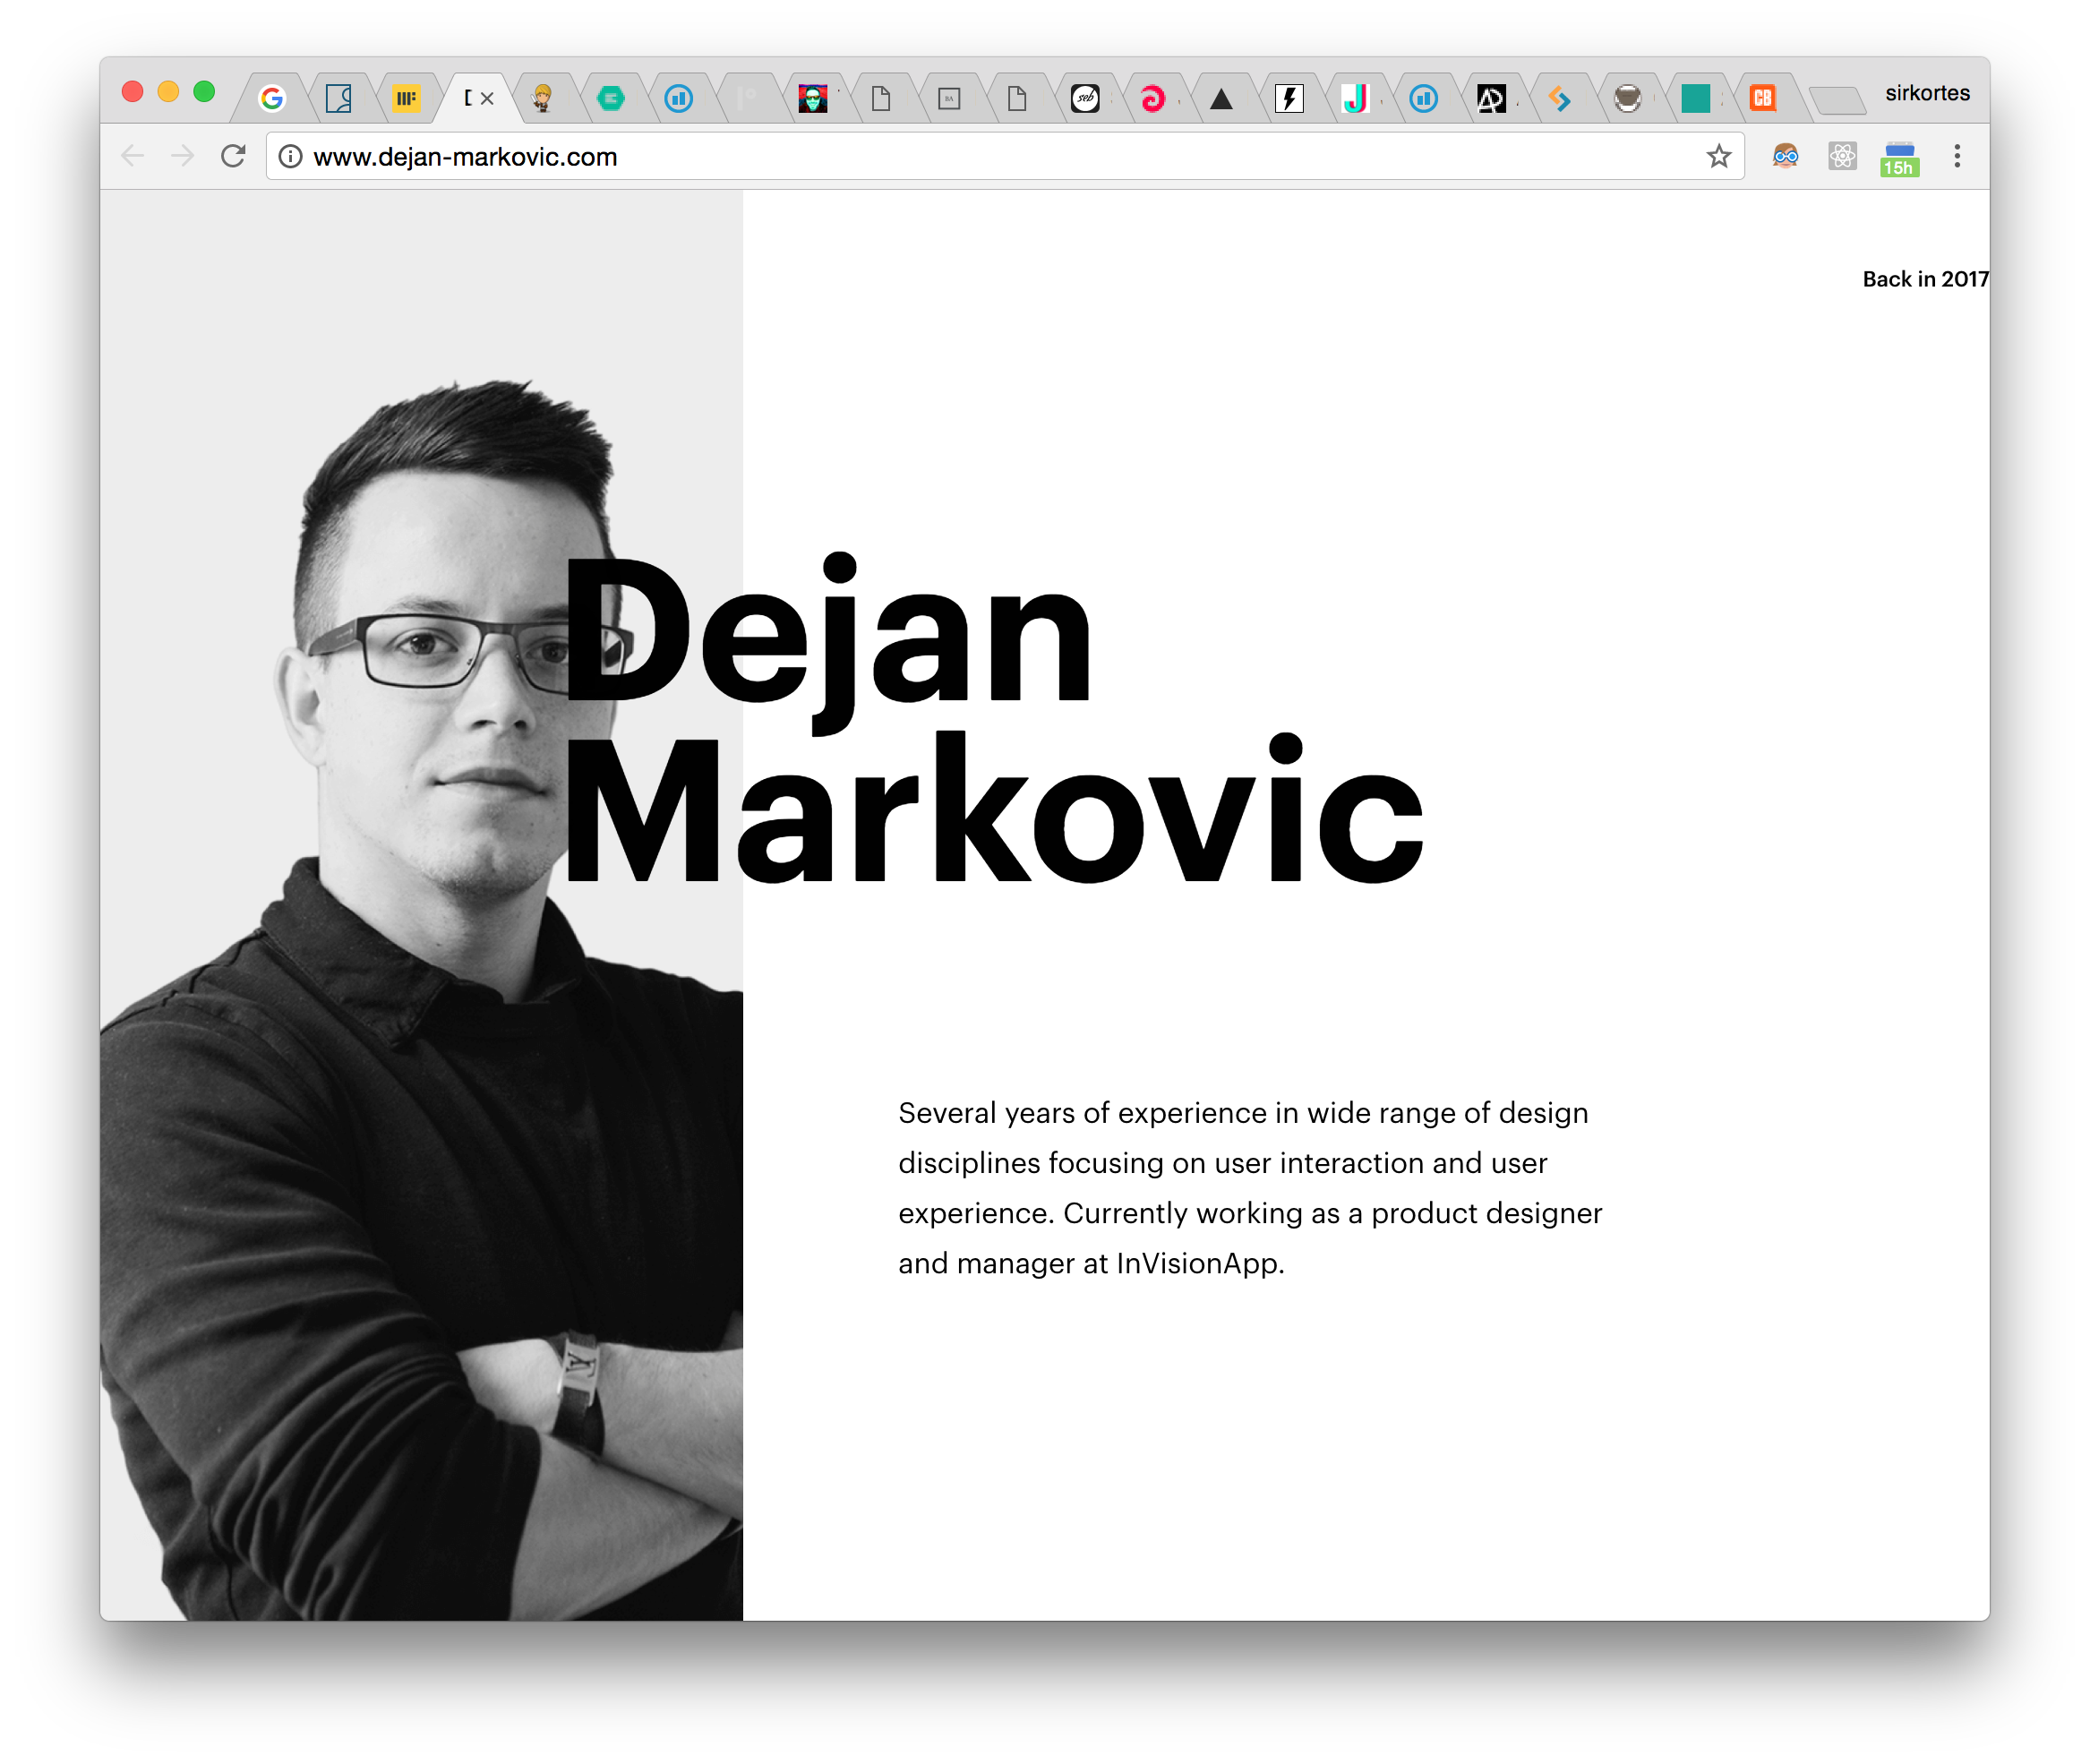 sirkortes
www.dejan-markovic.com
15h
Back in 2017
Dejan
Markovic
Several years of experience in wide range of design
disciplines focusing on user interaction and user
experience. Currently working as a product designer
and manager at InVisionApp.